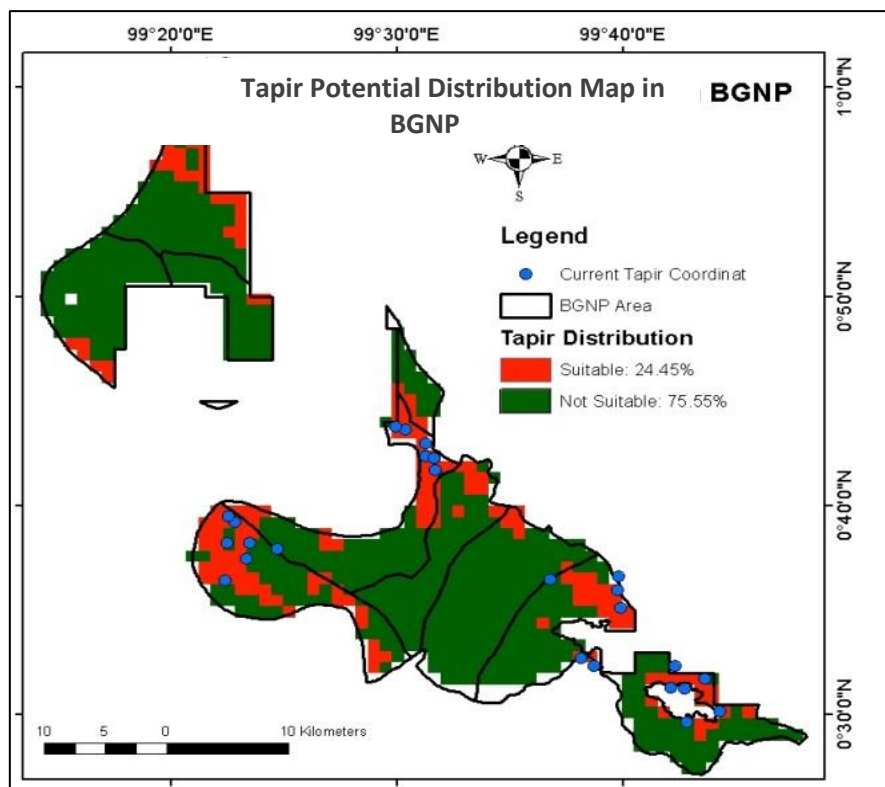 99°20'0"E 99°30'0"E 99°40'0"E
Tapir Potential Distribution Map in
BGNP
BGNP
1°0'0"N
W E
S
Legend
Current Tapir Coordinat
BGNP Area
Tapir Distribution
Suitable: 24.45%
Not Suitable: 75.55%
0°50'0"N
0°40'0"N
0°30'0"N
10 5 0 10 Kilometers